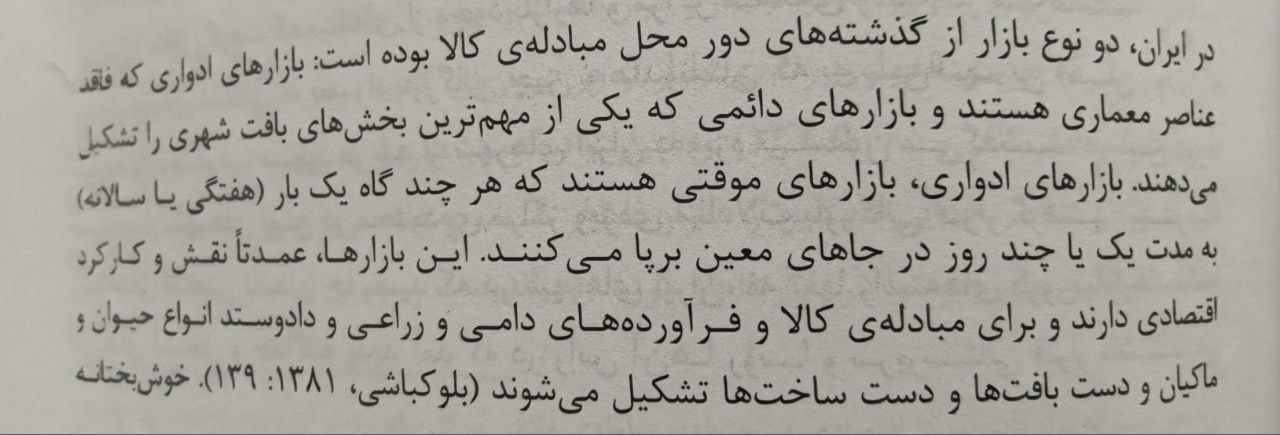 در ایران، دو نوع بازار از گذشته‌های دور محل مبادله‌ی کالا بوده است: بازارهای ادواری که فاقد
عناصر معماری هستند و بازارهای دائمی که یکی از مهم‌ترین بخش‌های بافت شهری را تشکیل
می‌دهند. بازارهای ادواری، بازارهای موقتی هستند که هر چند گاه یک بار (هفتگی یا سالانه)
به مدت یک یا چند روز در جاهای معین برپا می‌کنند. این بازارها، عمدتاً نقش و کارکرد
اقتصادی دارند و برای مبادله‌ی کالا و فرآورده‌های دامی و زراعی و دادوستد انواع حیوان و
ماکیان و دست بافت‌ها و دست ساخت‌ها تشکیل می‌شوند (بلوکباشی، ۱۳۸۱: ۱۳۹). خوش‌بختانه